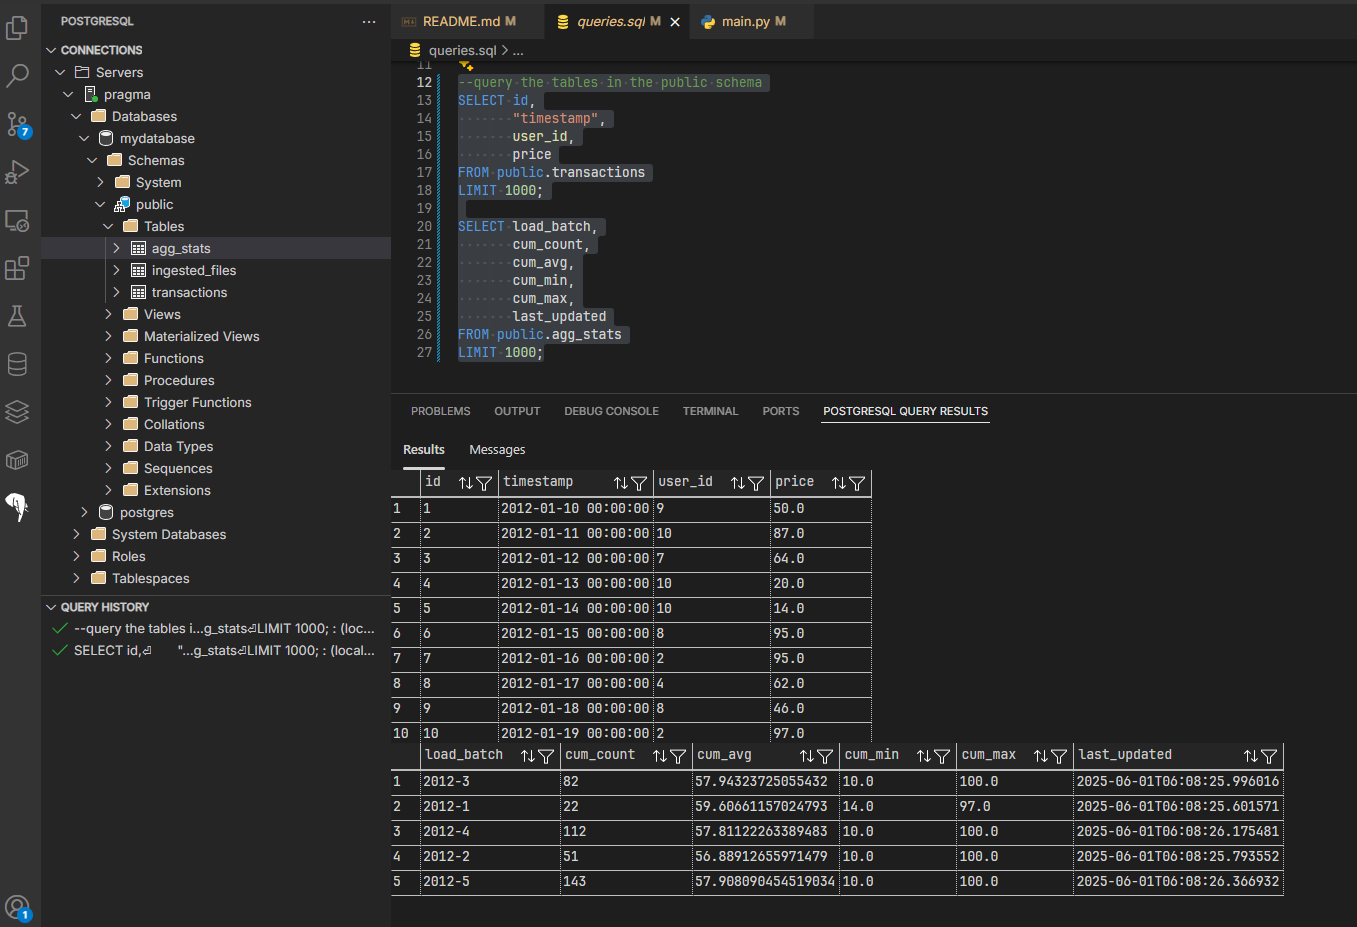 POSTGRESQL
···
CONNECTIONS
Servers
pragma
Databases
mydatabase
Schemas
System
public
Tables
agg_stats
ingested_files
transactions
Views
Materialized Views
Functions
Procedures
Trigger Functions
Collations
Data Types
Sequences
Extensions
postgres
System Databases
Roles
Tablespaces
QUERY HISTORY
--query the tables i...g_stats⏎LIMIT 1000; : (loc...
SELECT id,⏎ "...g_stats⏎LIMIT 1000; : (local...
7
1
README.md M
queries.sql M
main.py M
queries.sql > ...
11
12 --query the tables in the public schema
13 SELECT id,
14 "timestamp",
15 user_id,
16 price
17 FROM public.transactions
18 LIMIT 1000;
19
20 SELECT load_batch,
21 cum_count,
22 cum_avg,
23 cum_min,
24 cum_max,
25 last_updated
26 FROM public.agg_stats
27 LIMIT 1000;
PROBLEMS OUTPUT DEBUG CONSOLE TERMINAL PORTS POSTGRESQL QUERY RESULTS
Results Messages
id timestamp user_id price
1 1 2012-01-10 00:00:00 9 50.0
2 2 2012-01-11 00:00:00 10 87.0
3 3 2012-01-12 00:00:00 7 64.0
4 4 2012-01-13 00:00:00 10 20.0
5 5 2012-01-14 00:00:00 10 14.0
6 6 2012-01-15 00:00:00 8 95.0
7 7 2012-01-16 00:00:00 2 95.0
8 8 2012-01-17 00:00:00 4 62.0
9 9 2012-01-18 00:00:00 8 46.0
10 10 2012-01-19 00:00:00 2 97.0
load_batch cum_count cum_avg cum_min cum_max last_updated
1 2012-3 82 57.94323725055432 10.0 100.0 2025-06-01T06:08:25.996016
2 2012-1 22 59.60661157024793 14.0 97.0 2025-06-01T06:08:25.601571
3 2012-4 112 57.81122263389483 10.0 100.0 2025-06-01T06:08:26.175481
4 2012-2 51 56.88912655971479 10.0 100.0 2025-06-01T06:08:25.793552
5 2012-5 143 57.908090454519034 10.0 100.0 2025-06-01T06:08:26.366932